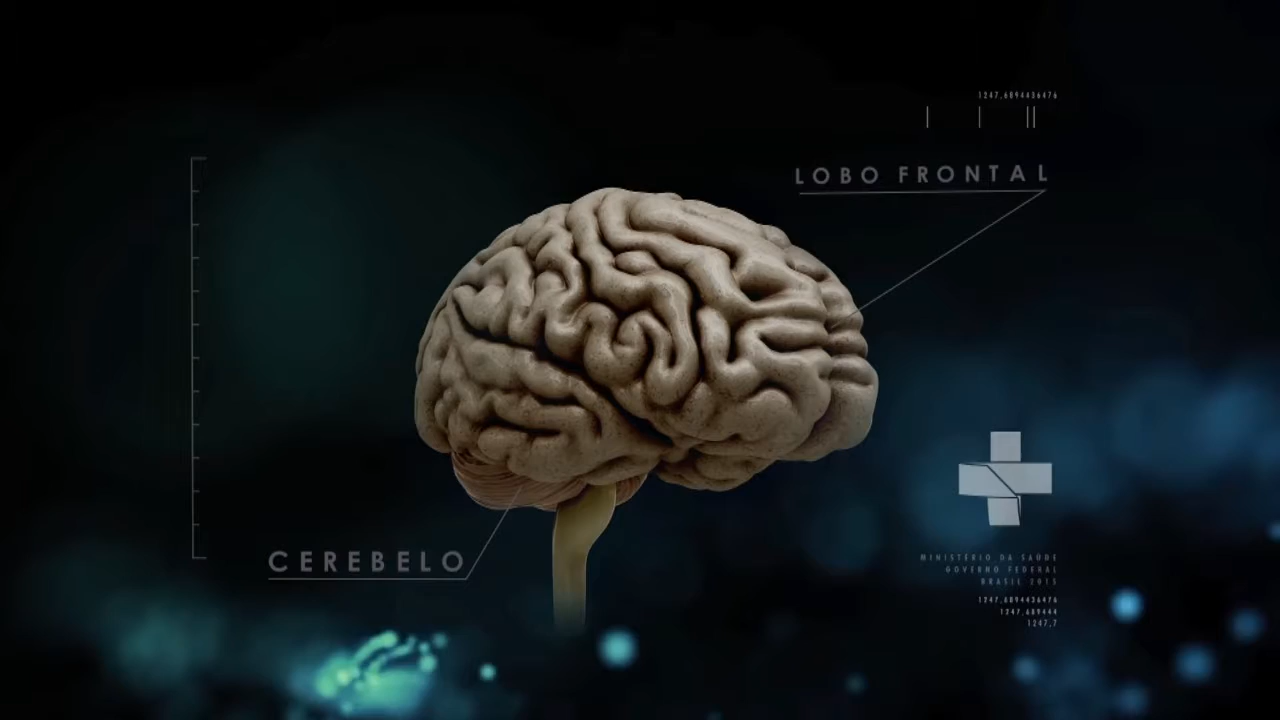 1247,6894436476
LOBO FRONTAL
CEREBELO
MINISTÉRIO DA SAÚDE
GOVERNO FEDERAL
BRASIL 2015
1247,6894436476
1247,689444
1247,7